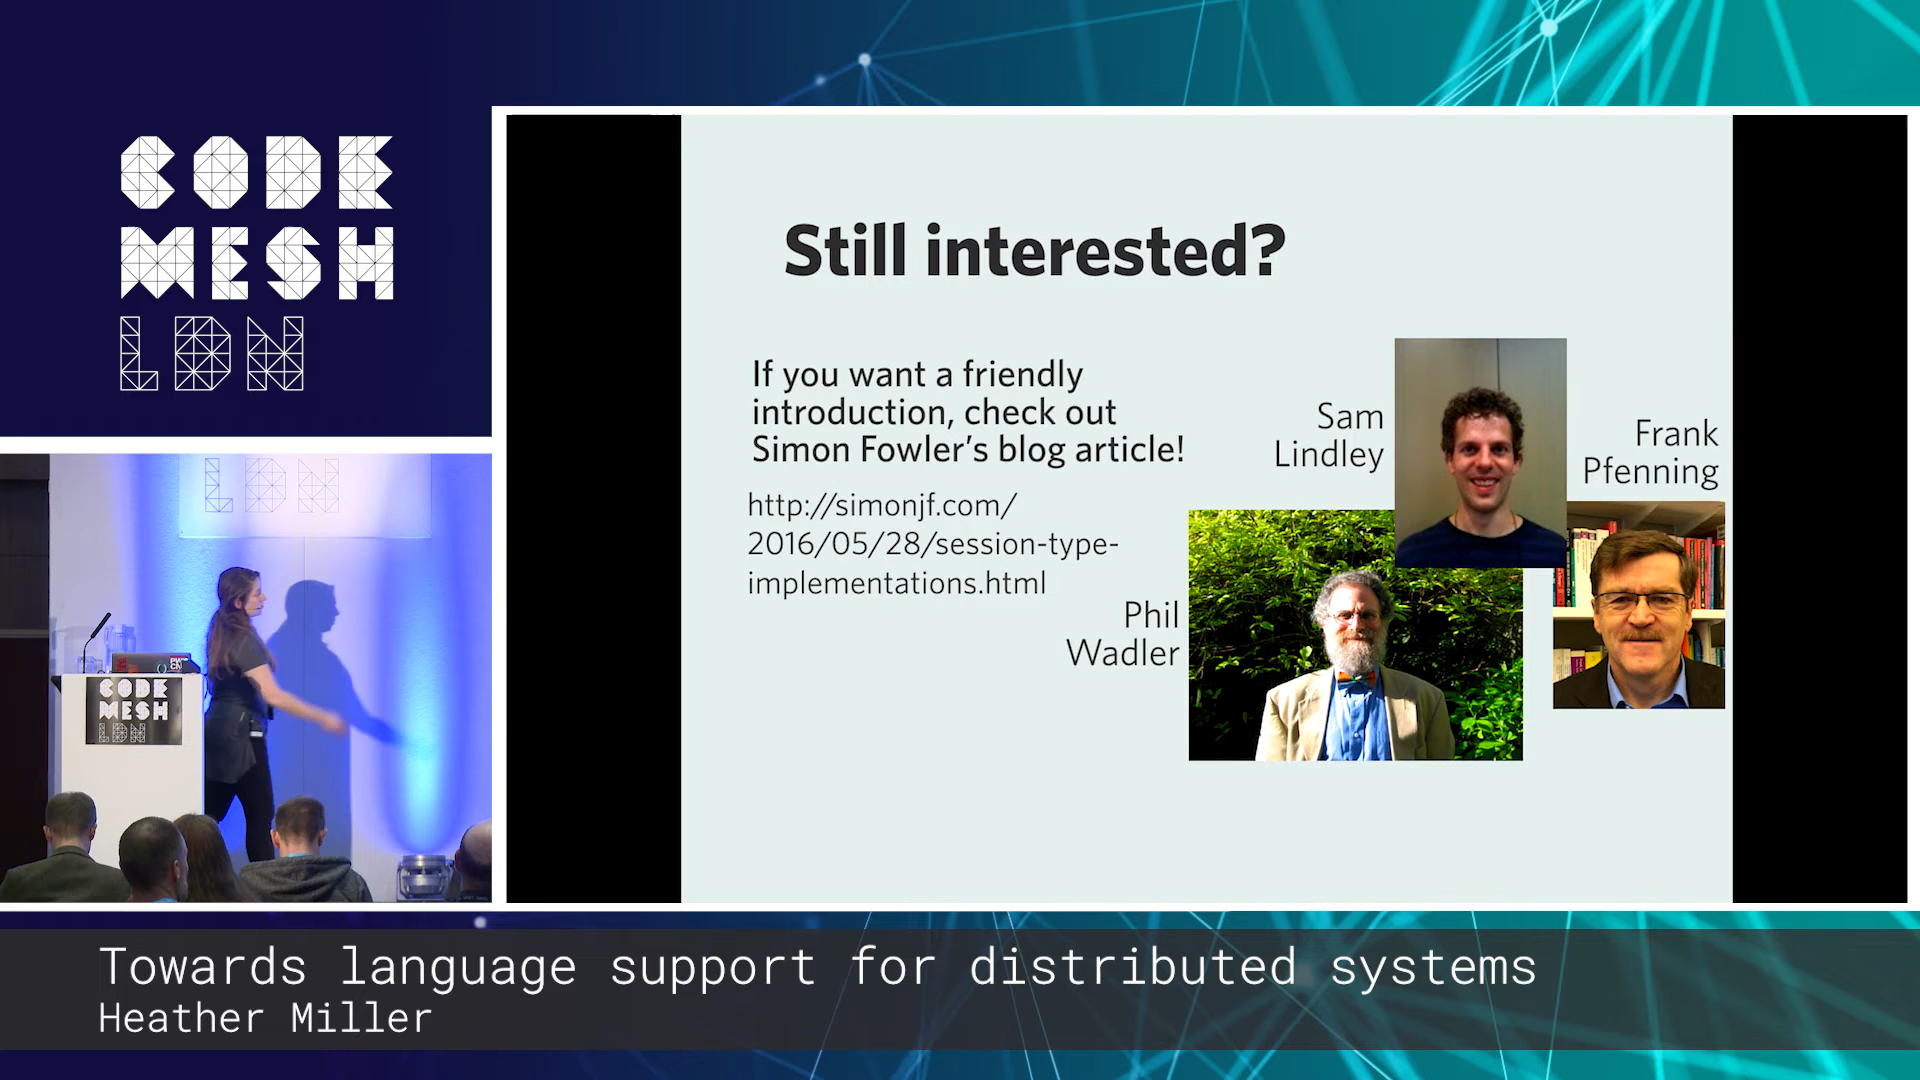 CODE
MESH
LDN
Still interested?
If you want a friendly
introduction, check out
Simon Fowler's blog article!
http://simonjf.com/
2016/05/28/session-type-
implementations.html
Sam
Lindley
Frank
Pfenning
Phil
Wadler
LDN
CODE
MESH
LDN
Towards language support for distributed systems
Heather Miller